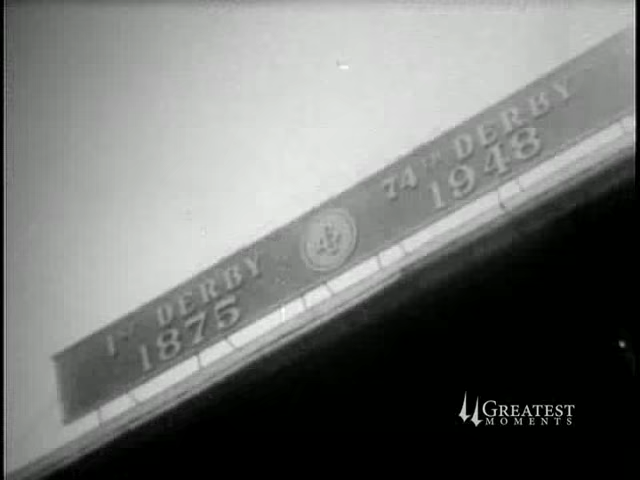 1ST DERBY
1875
74TH DERBY
1948
GREATEST
MOMENTS